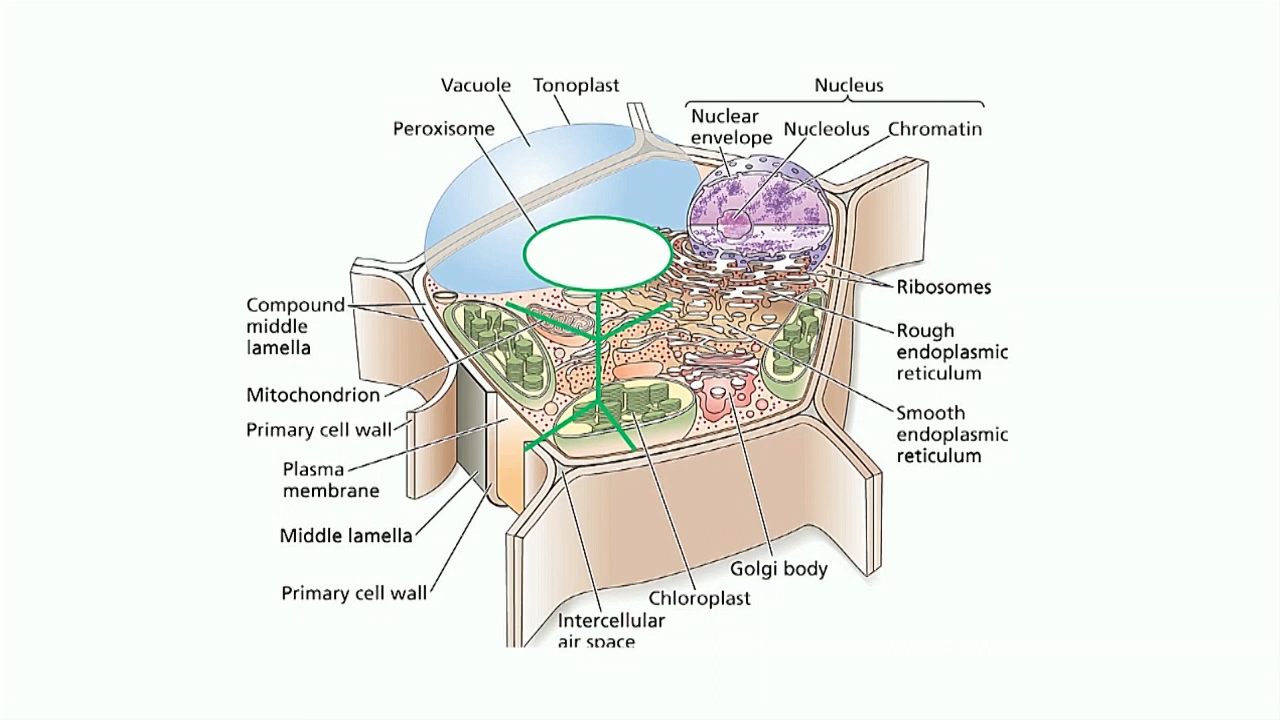 Vacuole
Tonoplast
Nucleus
Peroxisome
Nuclear
envelope
Nucleolus
Chromatin
Compound
middle
lamella
Ribosomes
Rough
endoplasmic
reticulum
Mitochondrion
Primary cell wall
Smooth
endoplasmic
reticulum
Plasma
membrane
Middle lamella
Golgi body
Primary cell wall
Chloroplast
Intercellular
air space